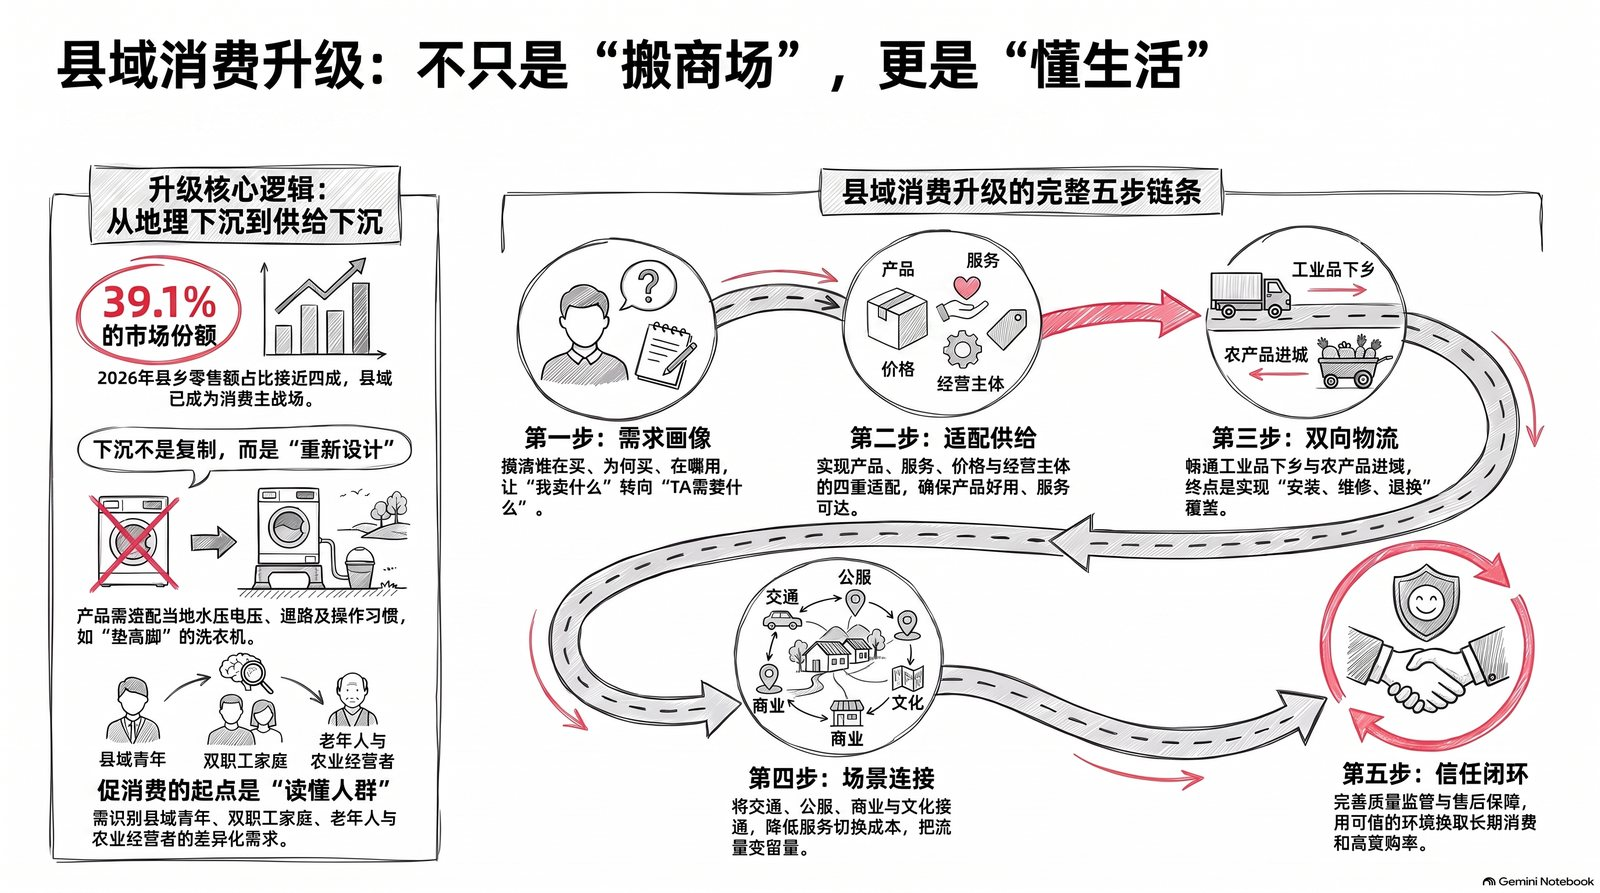 县域消费升级：不只是“搬商场”，更是“懂生活”
升级核心逻辑：
从地理下沉到供给下沉
39.1%
的市场份额
2026年县乡零售额占比接近四成，县域
已成为消费主战场。
下沉不是复制，而是“重新设计”
产品需适配当地水压电压、道路及操作习惯，
如“垫高脚”的洗衣机。
县域青年
双职工家庭
老年人与
农业经营者
促消费的起点是“读懂人群”
需识别县域青年、双职工家庭、老年人与
农业经营者的差异化需求。
县域消费升级的完整五步链条
产品
服务
价格
经营主体
工业品下乡
农产品进城
第一步：需求画像
摸清谁在买、为何买、在哪用，
让“我卖什么”转向“TA需要什
么”。
第二步：适配供给
实现产品、服务、价格与经营主体
的四重适配，确保产品好用、服务
可达。
第三步：双向物流
畅通工业品下乡与农产品进城，
终点是实现“安装、维修、退换”
覆盖。
公服
交通
商业
文化
商业
第四步：场景连接
将交通、公服、商业与文化接
通，降低服务切换成本，把流
量变留量。
第五步：信任闭环
完善质量监管与售后保障，
用可值的环境换取长期消费
和高复购率。
Gemini Notebook